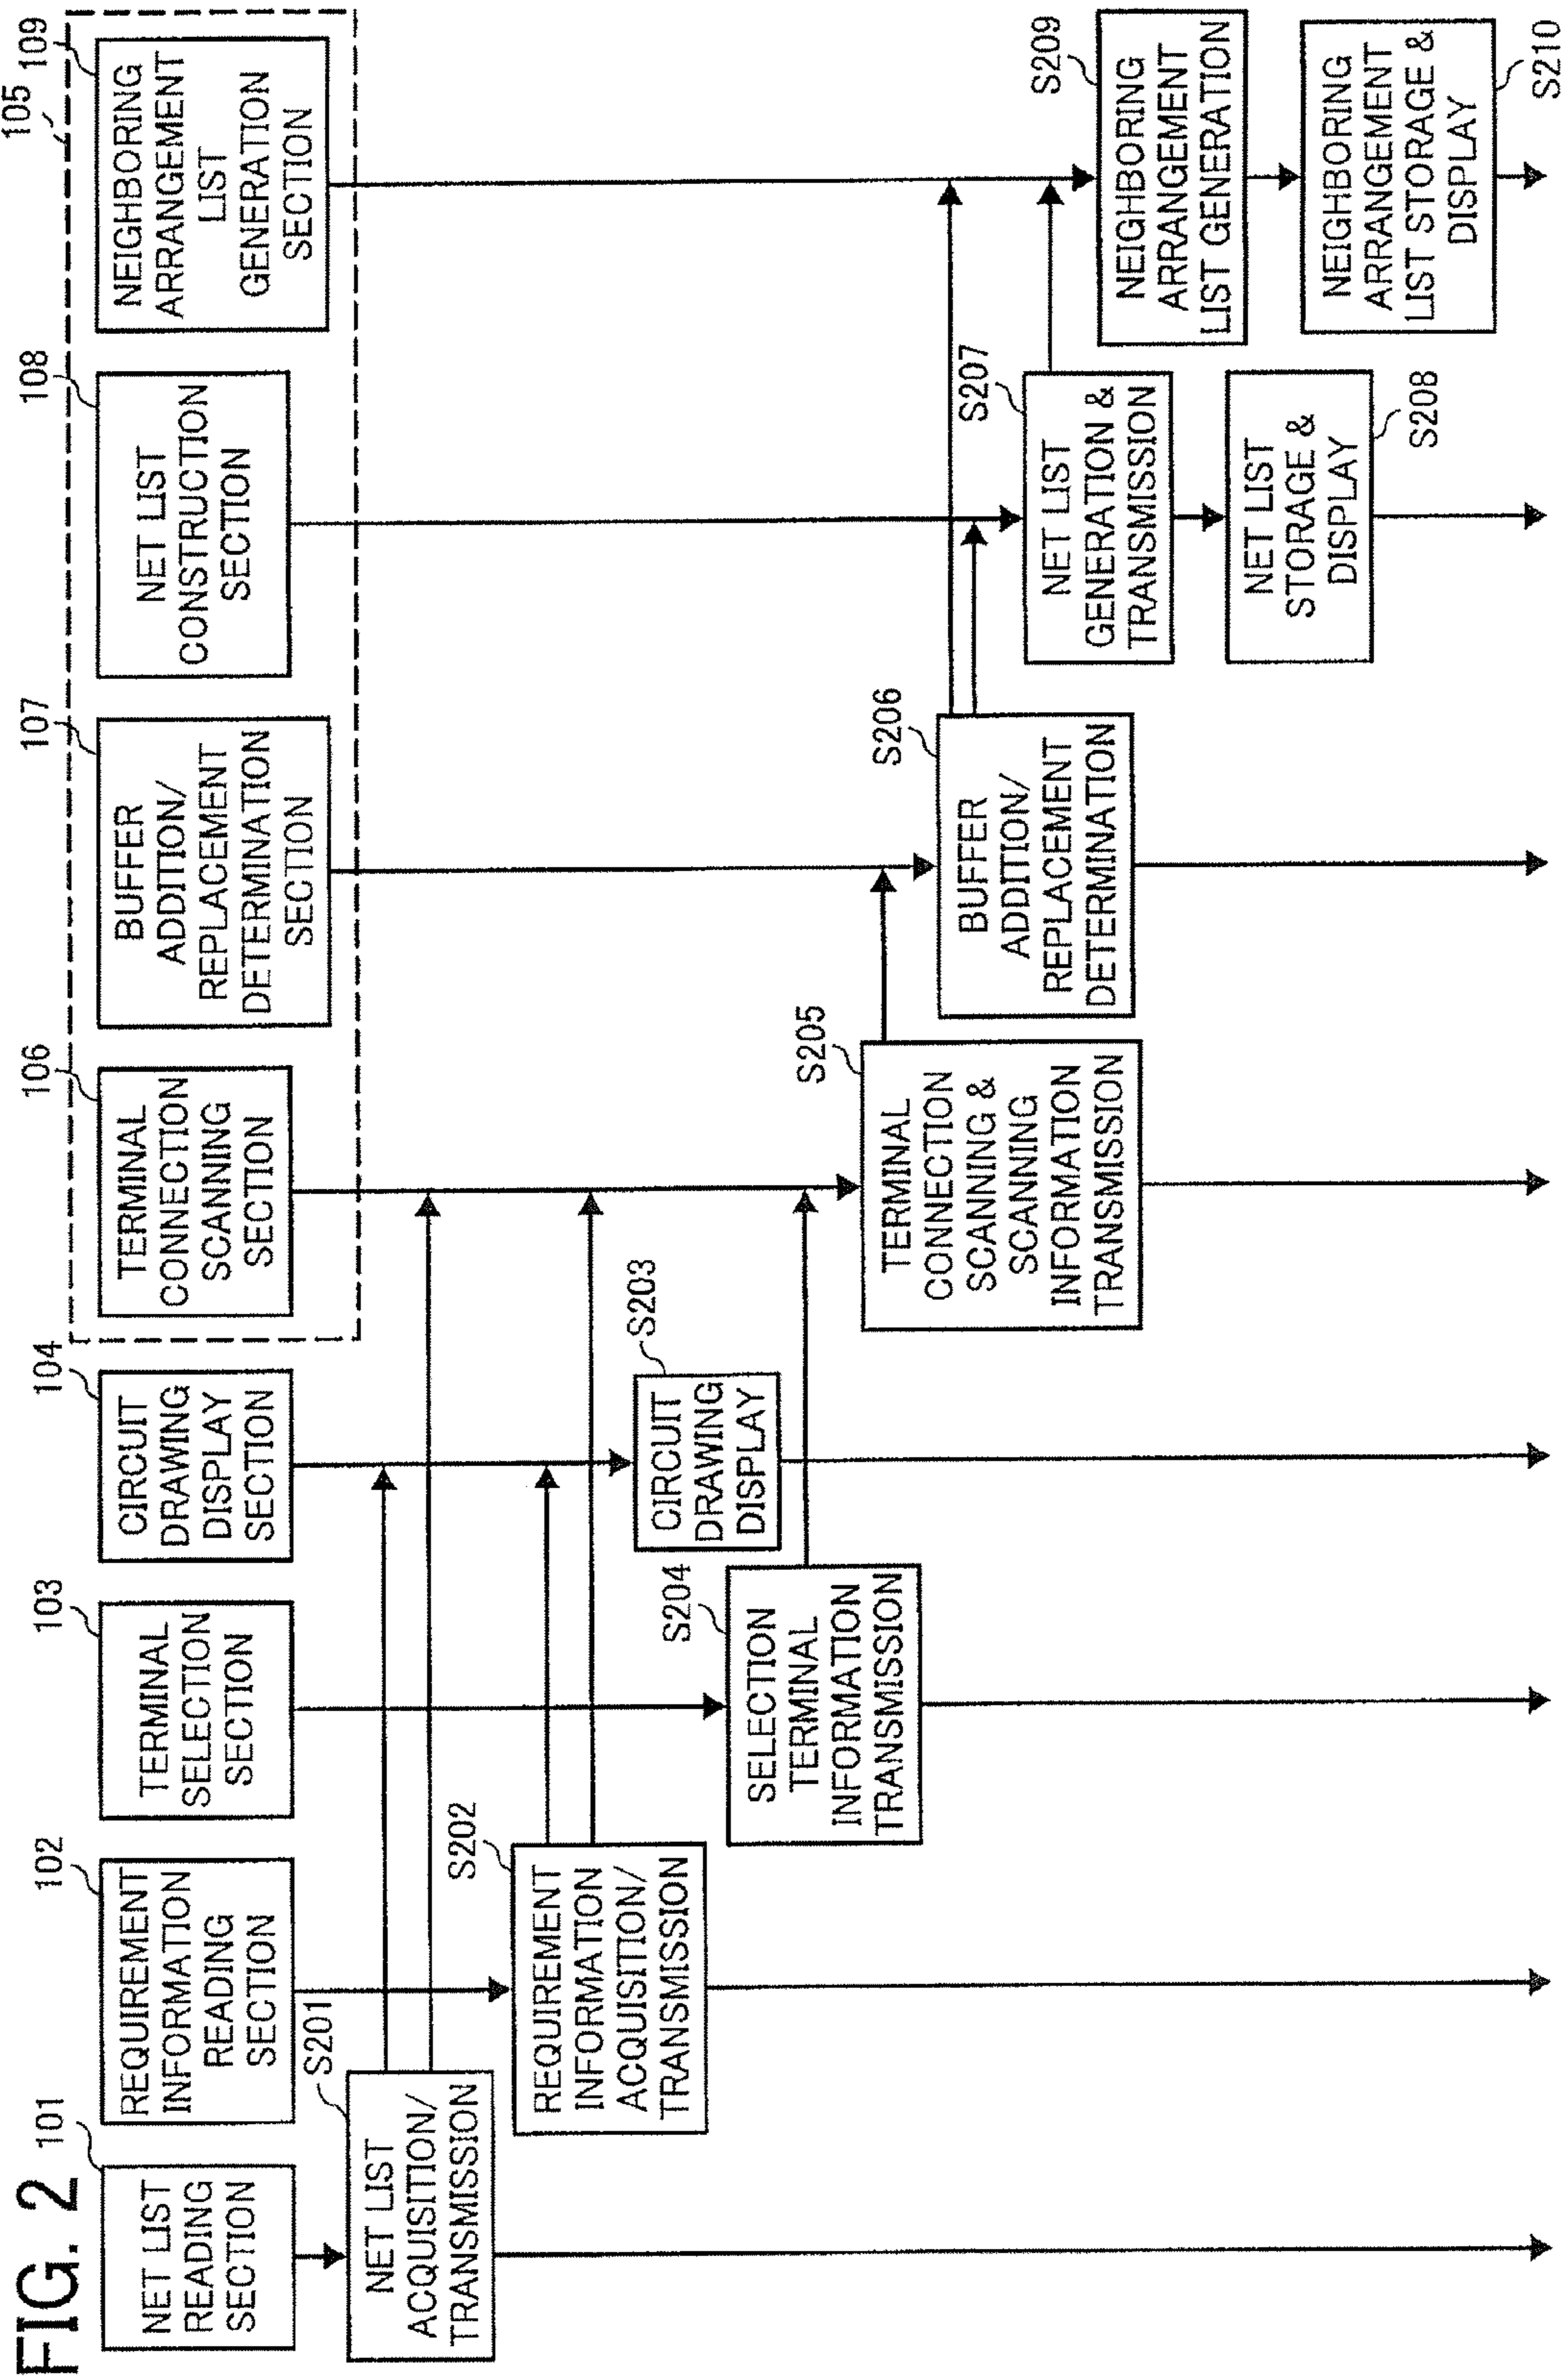 FIG. 2
101
NET LIST
READING
SECTION
102
REQUIREMENT
INFORMATION
READING
SECTION
103
TERMINAL
SELECTION
SECTION
104
CIRCUIT
DRAWING
DISPLAY
SECTION
105
106
TERMINAL
CONNECTION
SCANNING
SECTION
107
BUFFER
ADDITION/
REPLACEMENT
DETERMINATION
SECTION
108
NET LIST
CONSTRUCTION
SECTION
109
NEIGHBORING
ARRANGEMENT
LIST
GENERATION
SECTION
S201
NET LIST
ACQUISITION/
TRANSMISSION
S202
REQUIREMENT
INFORMATION
ACQUISITION/
TRANSMISSION
S203
CIRCUIT
DRAWING
DISPLAY
S204
SELECTION
TERMINAL
INFORMATION
TRANSMISSION
S205
TERMINAL
CONNECTION
SCANNING &
SCANNING
INFORMATION
TRANSMISSION
S206
BUFFER
ADDITION/
REPLACEMENT
DETERMINATION
S207
NET LIST
GENERATION &
TRANSMISSION
S208
NET LIST
STORAGE &
DISPLAY
S209
NEIGHBORING
ARRANGEMENT
LIST GENERATION
S210
NEIGHBORING
ARRANGEMENT
LIST STORAGE &
DISPLAY